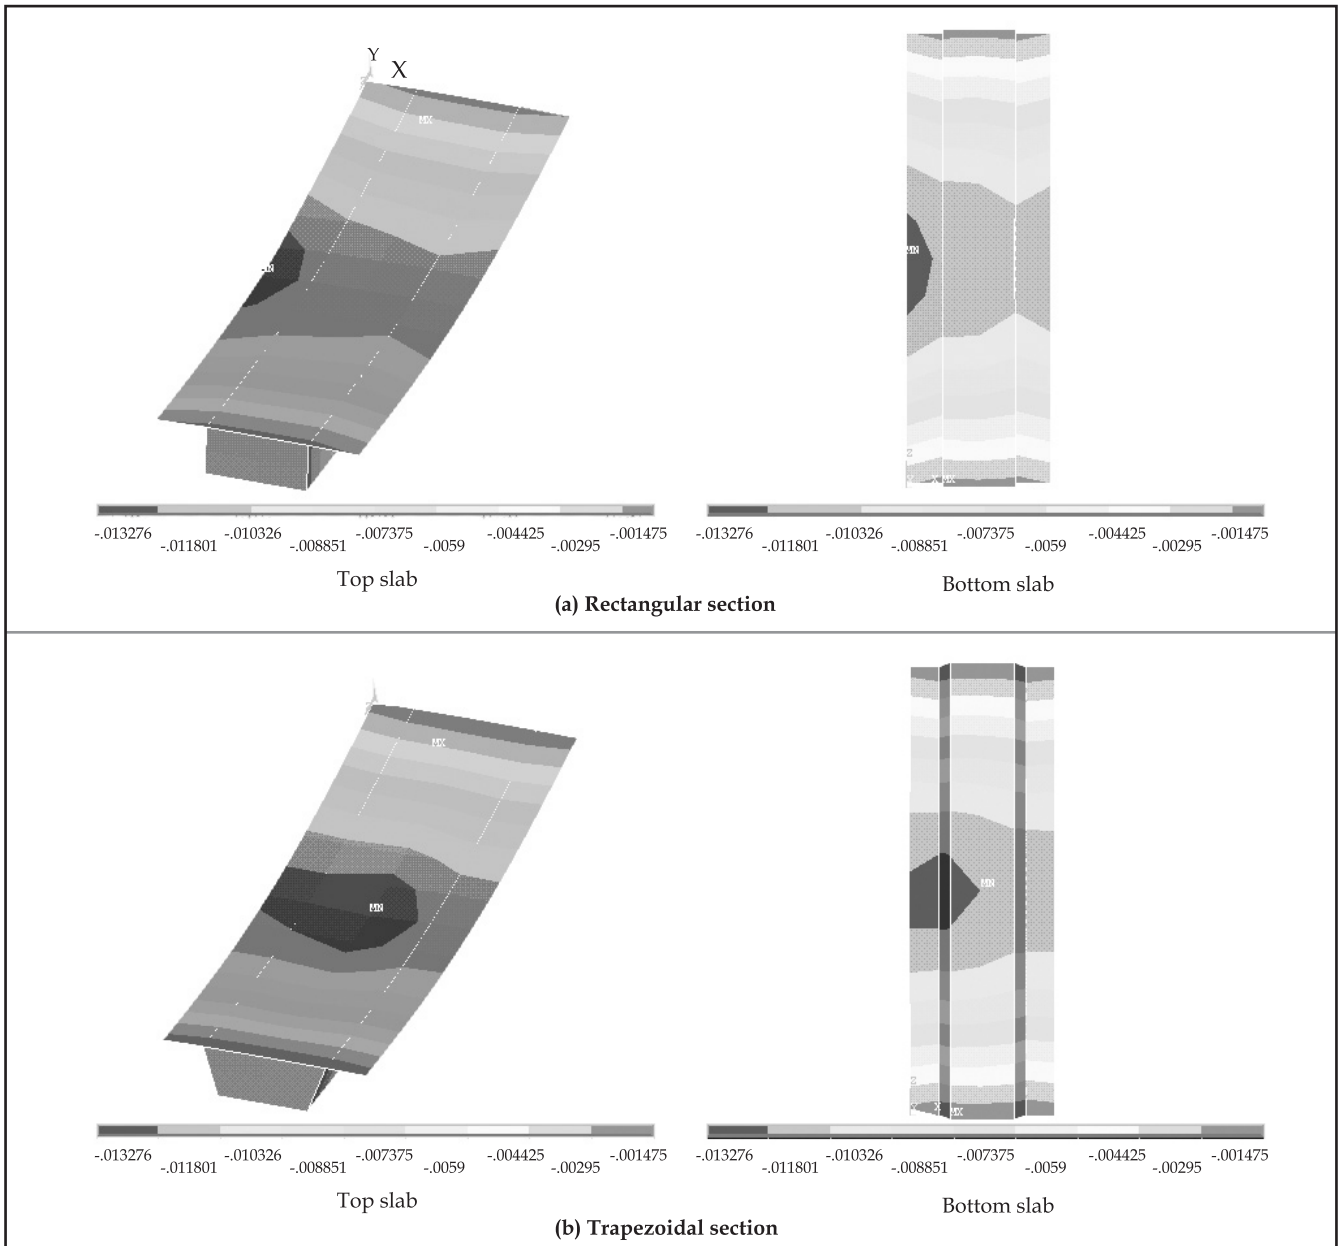 Y
X
MX
MN
MN
Z
X MX
-.013276 -.010326 -.007375 -.004425 -.001475
-.011801 -.008851 -.0059 -.00295
Top slab
-.013276 -.010326 -.007375 -.004425 -.001475
-.011801 -.008851 -.0059 -.00295
Bottom slab
(a) Rectangular section
MX
MN
MN
Z
X MX
-.013276 -.010326 -.007375 -.004425 -.001475
-.011801 -.008851 -.0059 -.00295
Top slab
-.013276 -.010326 -.007375 -.004425 -.001475
-.011801 -.008851 -.0059 -.00295
Bottom slab
(b) Trapezoidal section